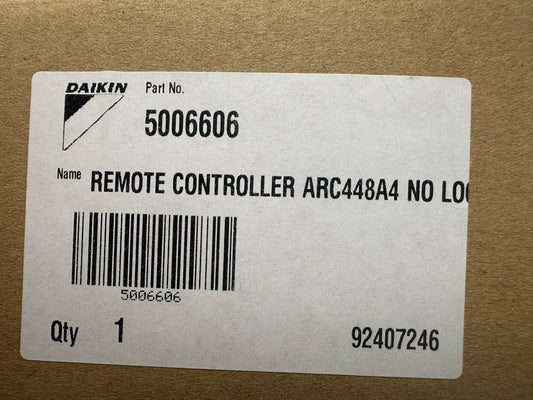 DAIKIN Part No.
5006606
Name REMOTE CONTROLLER ARC448A4 NO
5006606
Qty 1 92407246